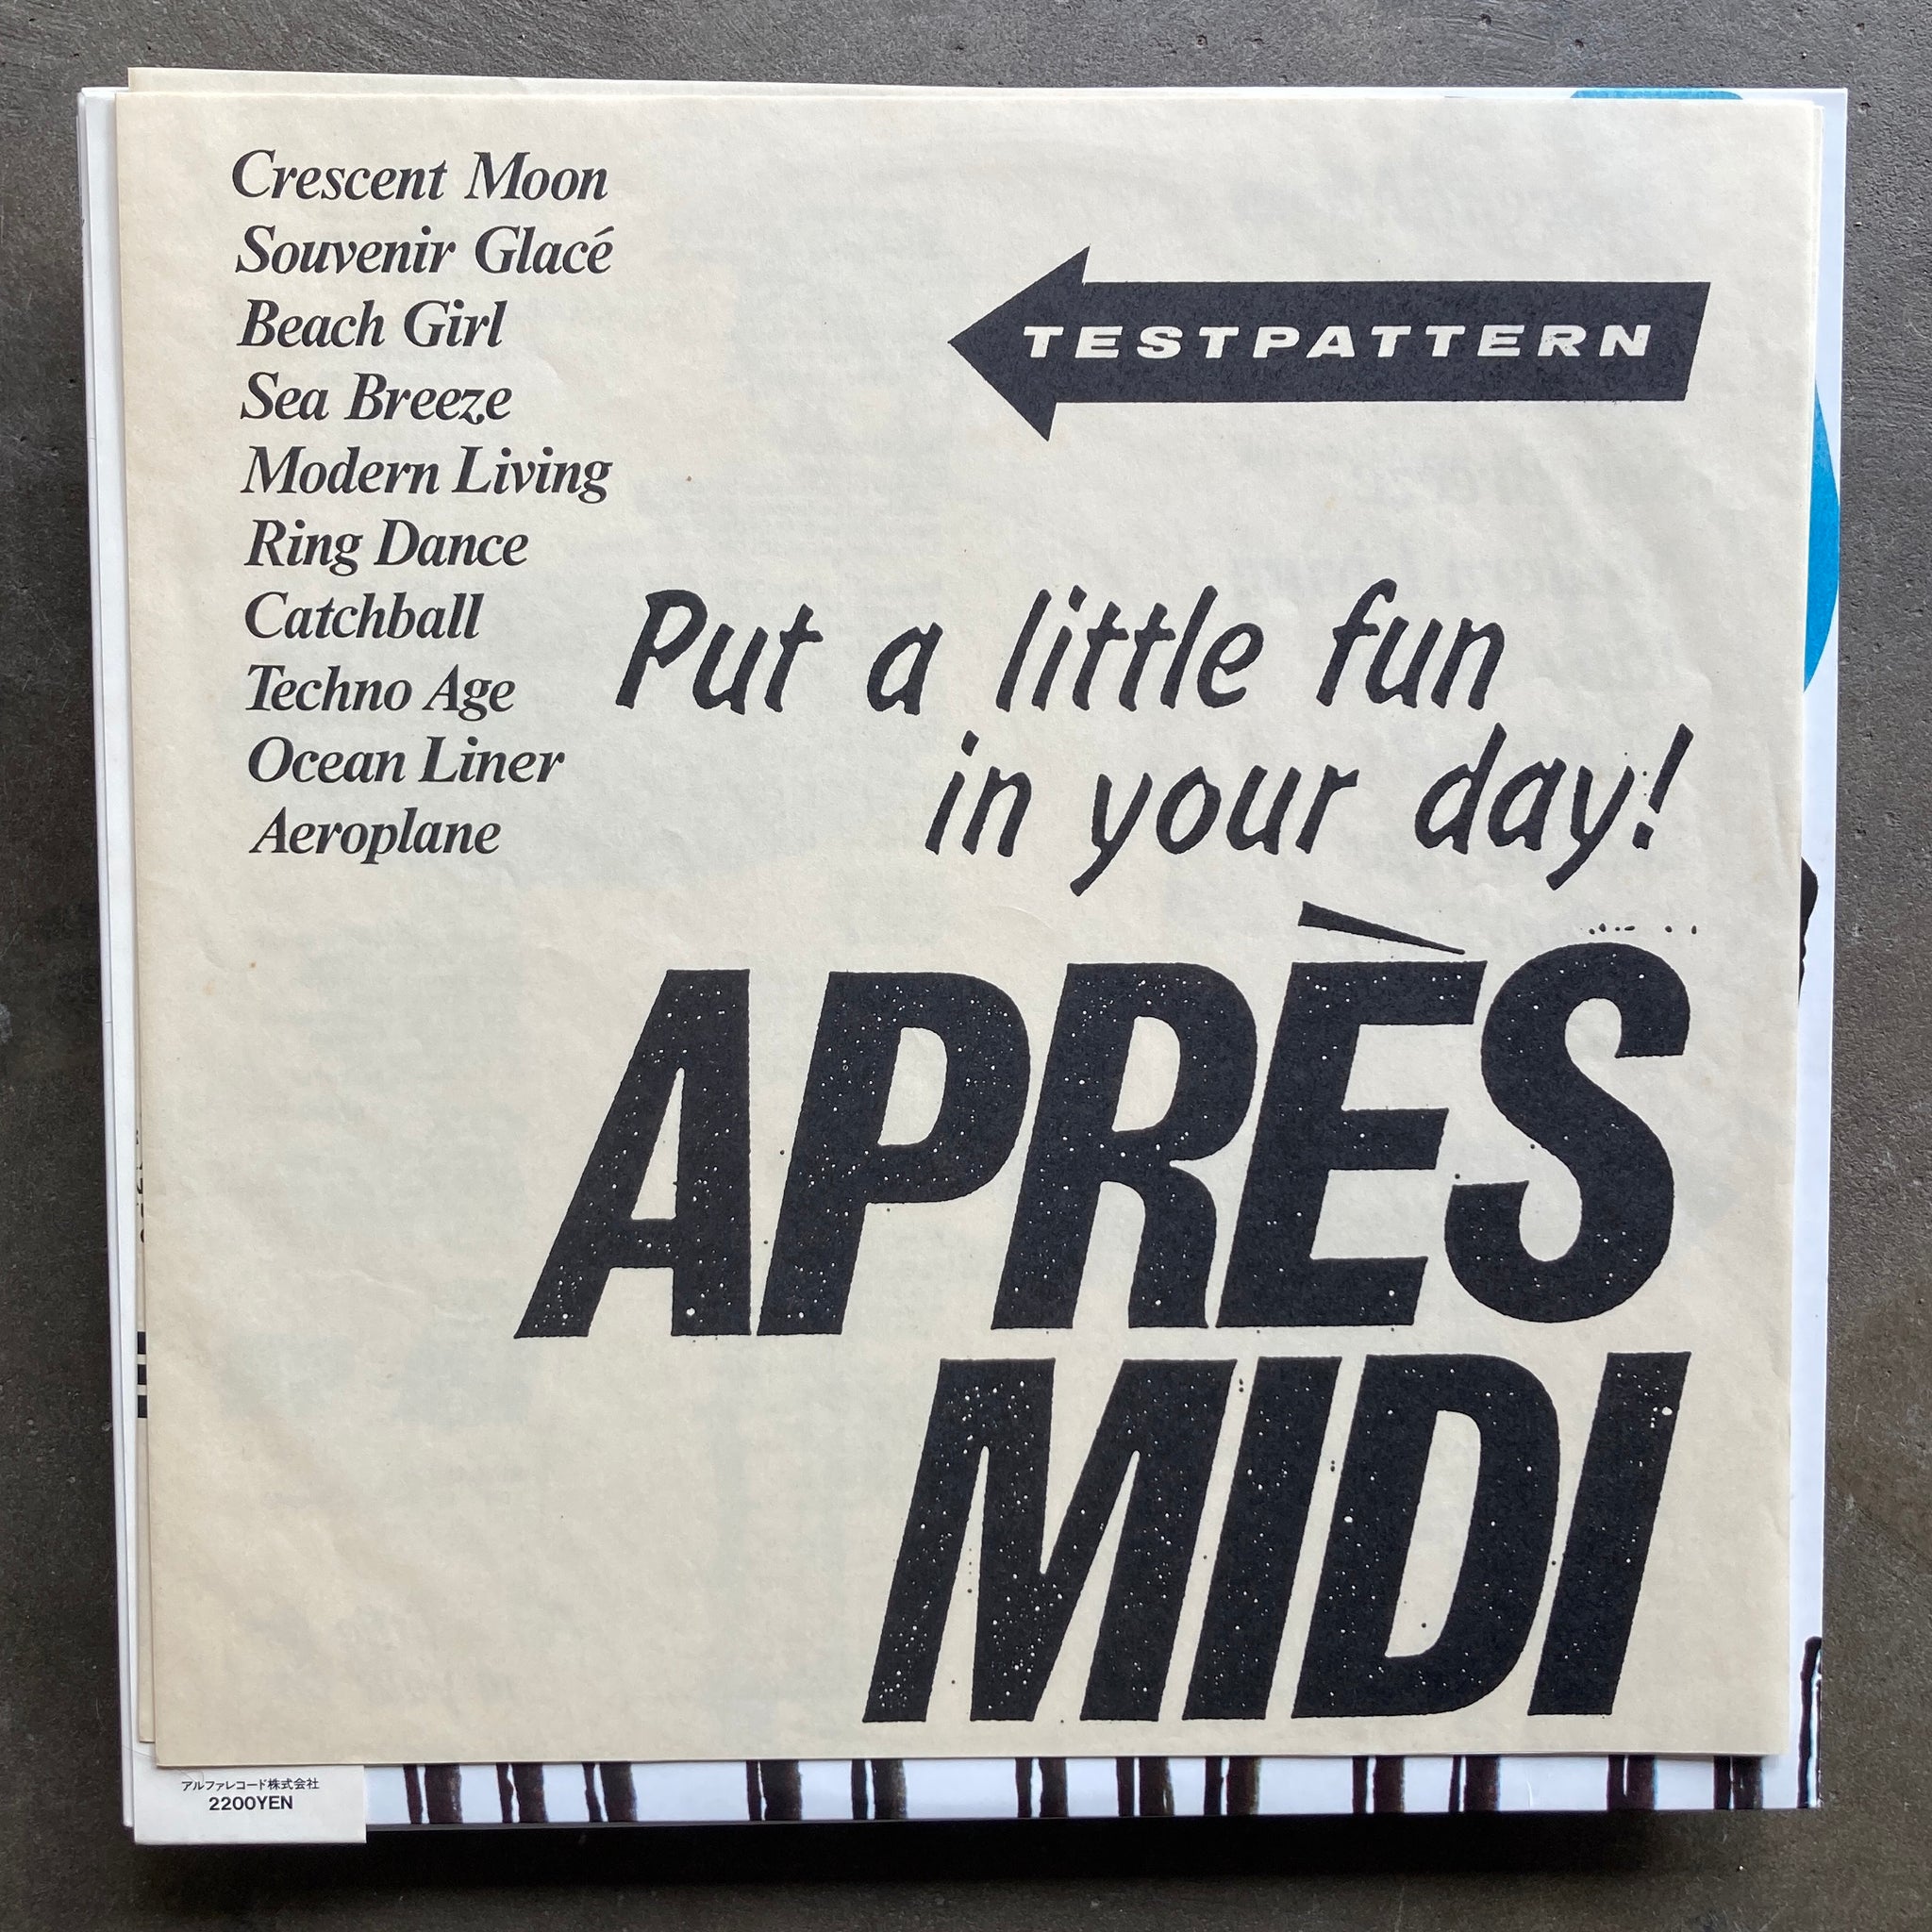 Crescent Moon
Souvenir Glacé
Beach Girl
Sea Breeze
Modern Living
Ring Dance
Catchball
Techno Age
Ocean Liner
Aeroplane
TESTPATTERN
Put a little fun
in your day!
APRÈS
MIDI
アルファレコード株式会社
2200YEN